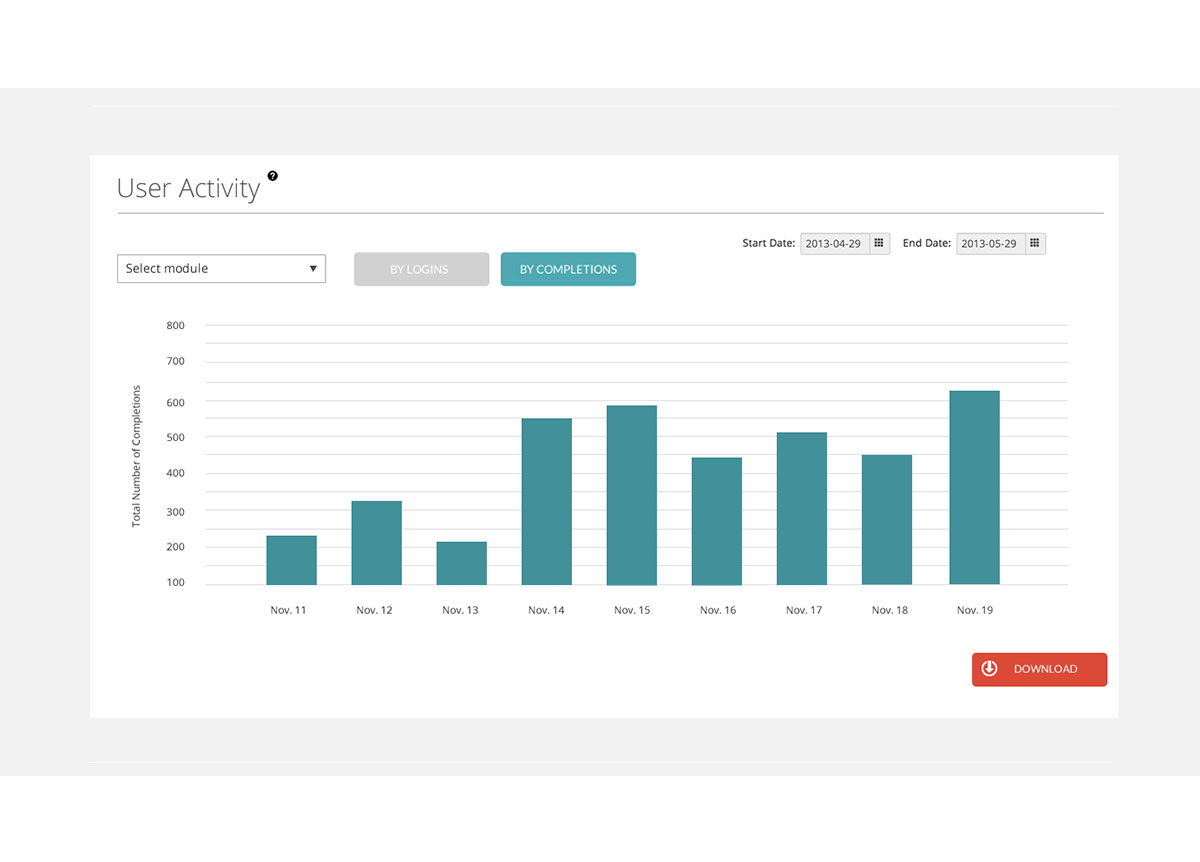 User Activity ?
Start Date: 2013-04-29 End Date: 2013-05-29
Select module BY LOGINS BY COMPLETIONS
Total Number of Completions
800
700
600
500
400
300
200
100
Nov. 11 Nov. 12 Nov. 13 Nov. 14 Nov. 15 Nov. 16 Nov. 17 Nov. 18 Nov. 19
DOWNLOAD